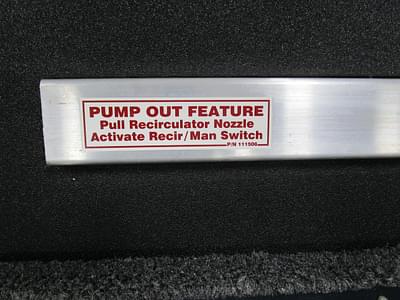 PUMP OUT FEATURE
Pull Recirculator Nozzle
Activate Recir/Man Switch
P/N 111506